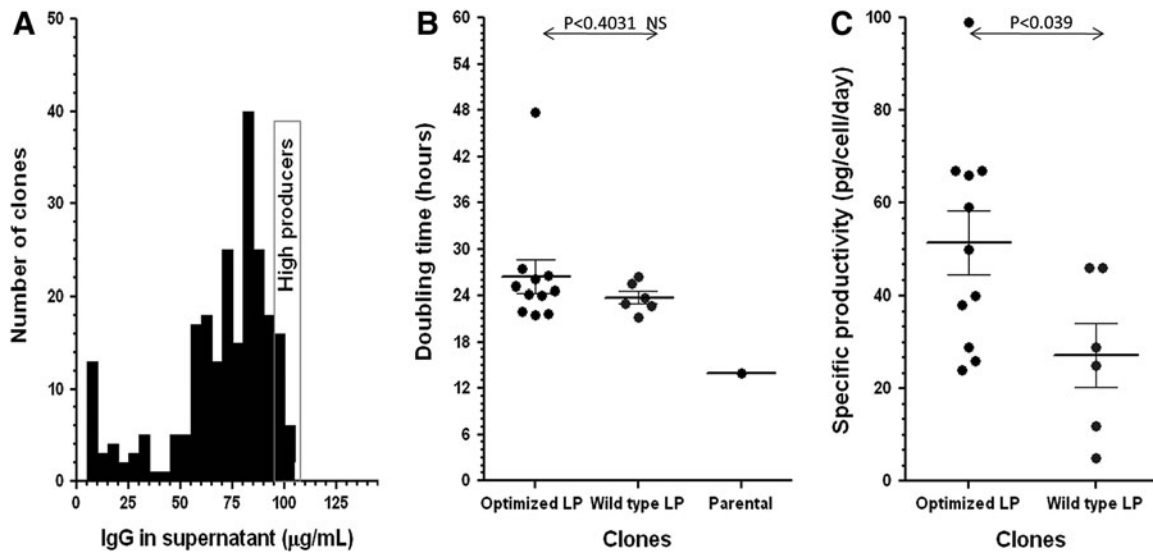 A
Number of clones
50
40
30
20
10
0
High producers
0 25 50 75 100 125
IgG in supernatant (µg/mL)
B
P<0.4031 NS
Doubling time (hours)
60
54
48
42
36
30
24
18
12
6
0
Optimized LP Wild type LP Parental
Clones
C
P<0.039
Specific productivity (pg/cell/day)
100
80
60
40
20
0
Optimized LP Wild type LP
Clones